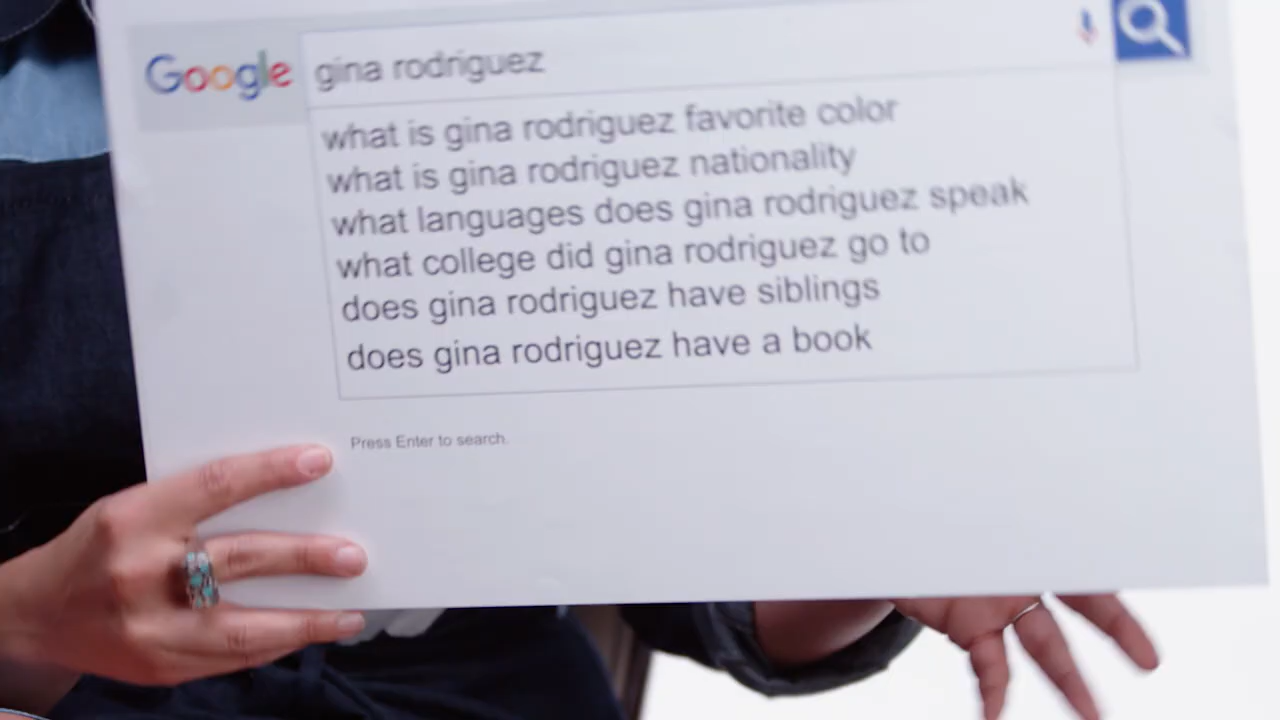 Google gina rodriguez
what is gina rodriguez favorite color
what is gina rodriguez nationality
what languages does gina rodriguez speak
what college did gina rodriguez go to
does gina rodriguez have siblings
does gina rodriguez have a book
Press Enter to search.